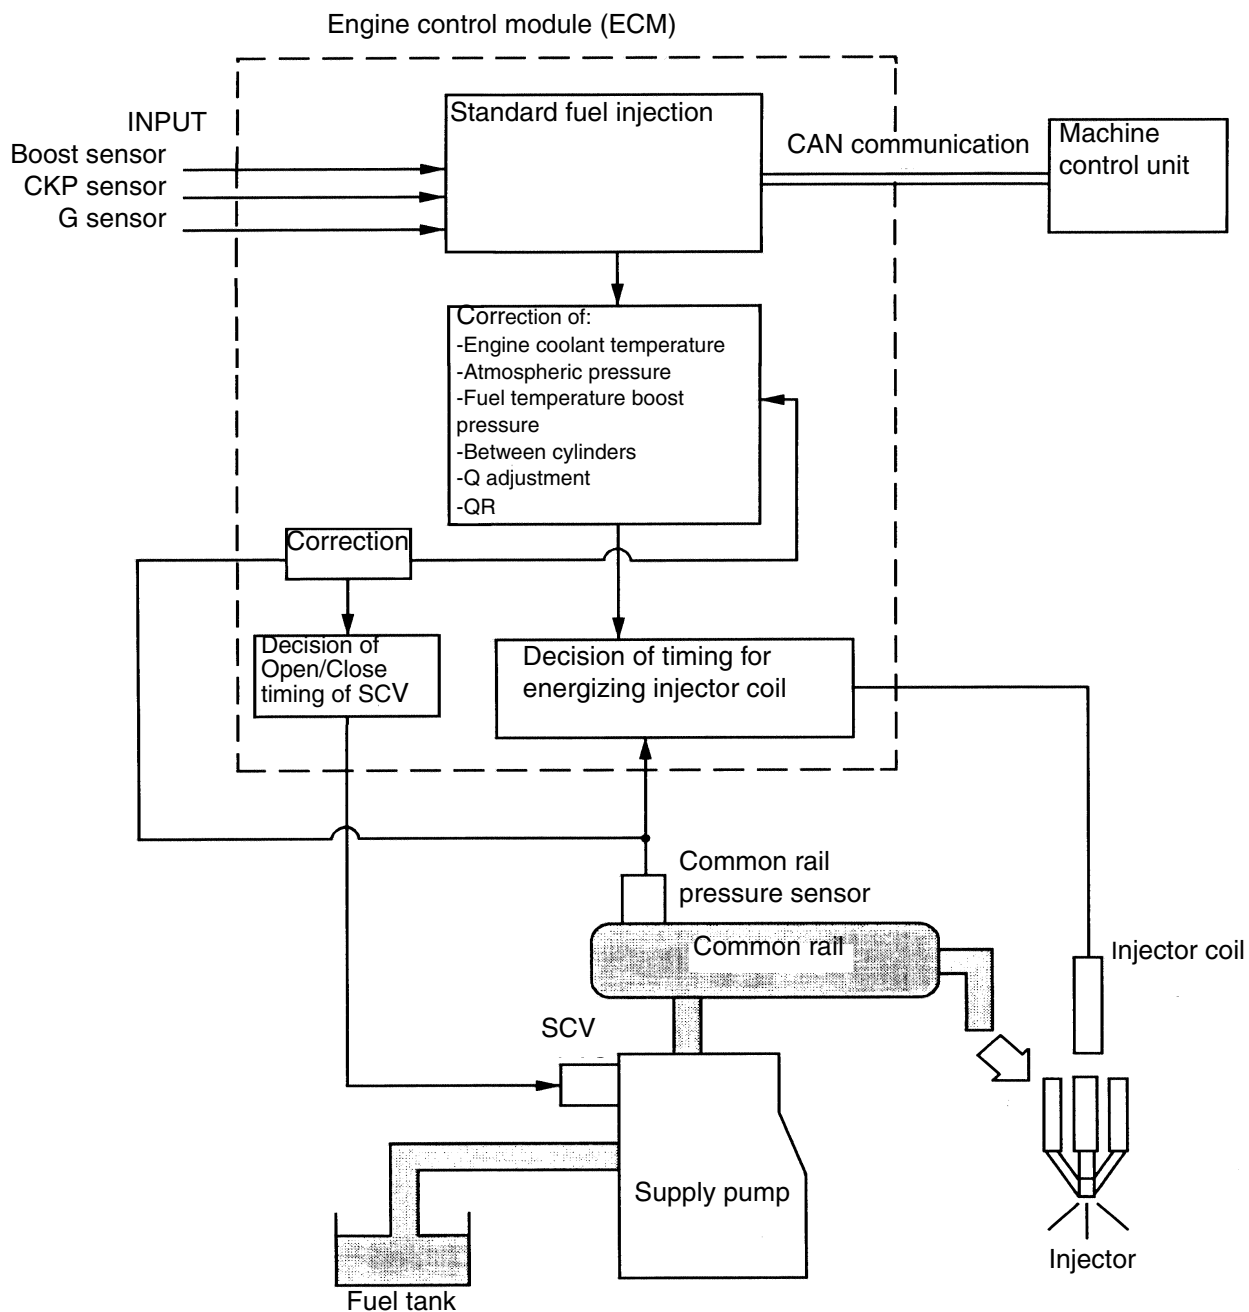 Engine control module (ECM)
INPUT
Boost sensor
CKP sensor
G sensor
Standard fuel injection
CAN communication
Machine
control unit
Correction of:
-Engine coolant temperature
-Atmospheric pressure
-Fuel temperature boost
pressure
-Between cylinders
-Q adjustment
-QR
Correction
Decision of
Open/Close
timing of SCV
Decision of timing for
energizing injector coil
Common rail
pressure sensor
Common rail
Injector coil
SCV
Supply pump
Injector
Fuel tank